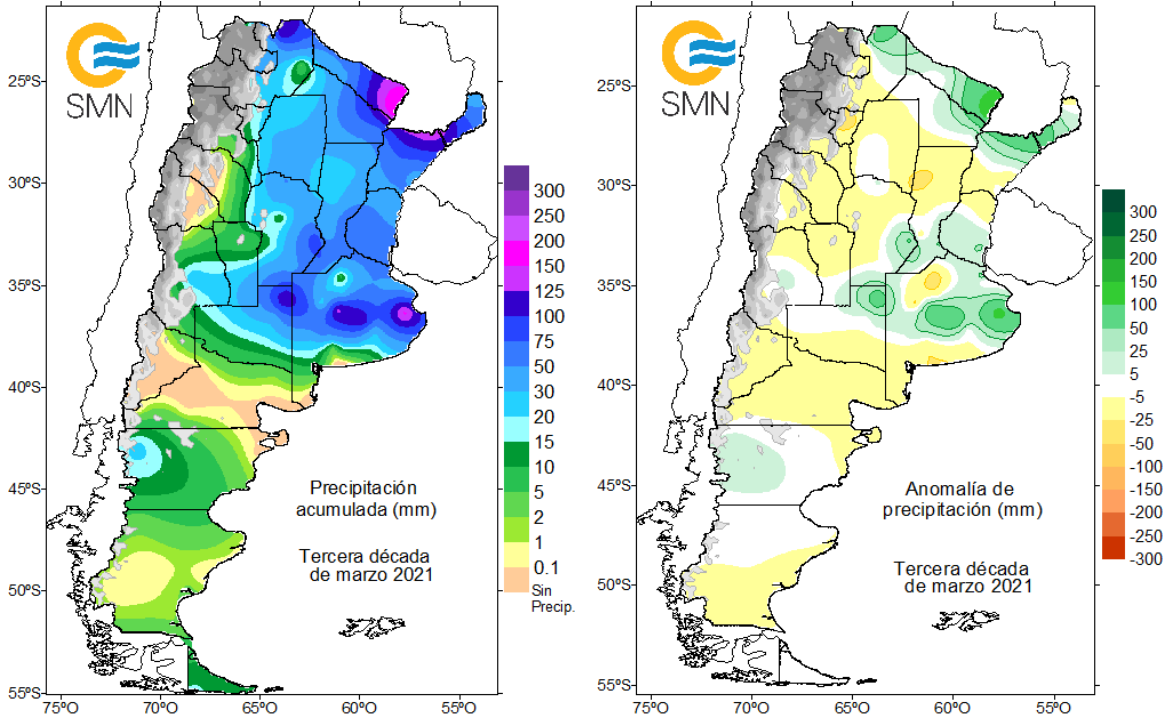 SMN
25ºS
30ºS
35ºS
40ºS
45ºS
50ºS
55ºS
75ºO
70ºO
65ºO
60ºO
55ºO
300
250
200
150
125
100
75
50
30
20
15
10
5
2
1
0.1
Sin
Precip.
Precipitación
acumulada (mm)
Tercera década
de marzo 2021
SMN
25ºS
30ºS
35ºS
40ºS
45ºS
50ºS
55ºS
75ºO
70ºO
65ºO
60ºO
55ºO
300
250
200
150
100
50
25
5
-5
-25
-50
-100
-150
-200
-250
-300
Anomalía de
precipitación (mm)
Tercera década
de marzo 2021